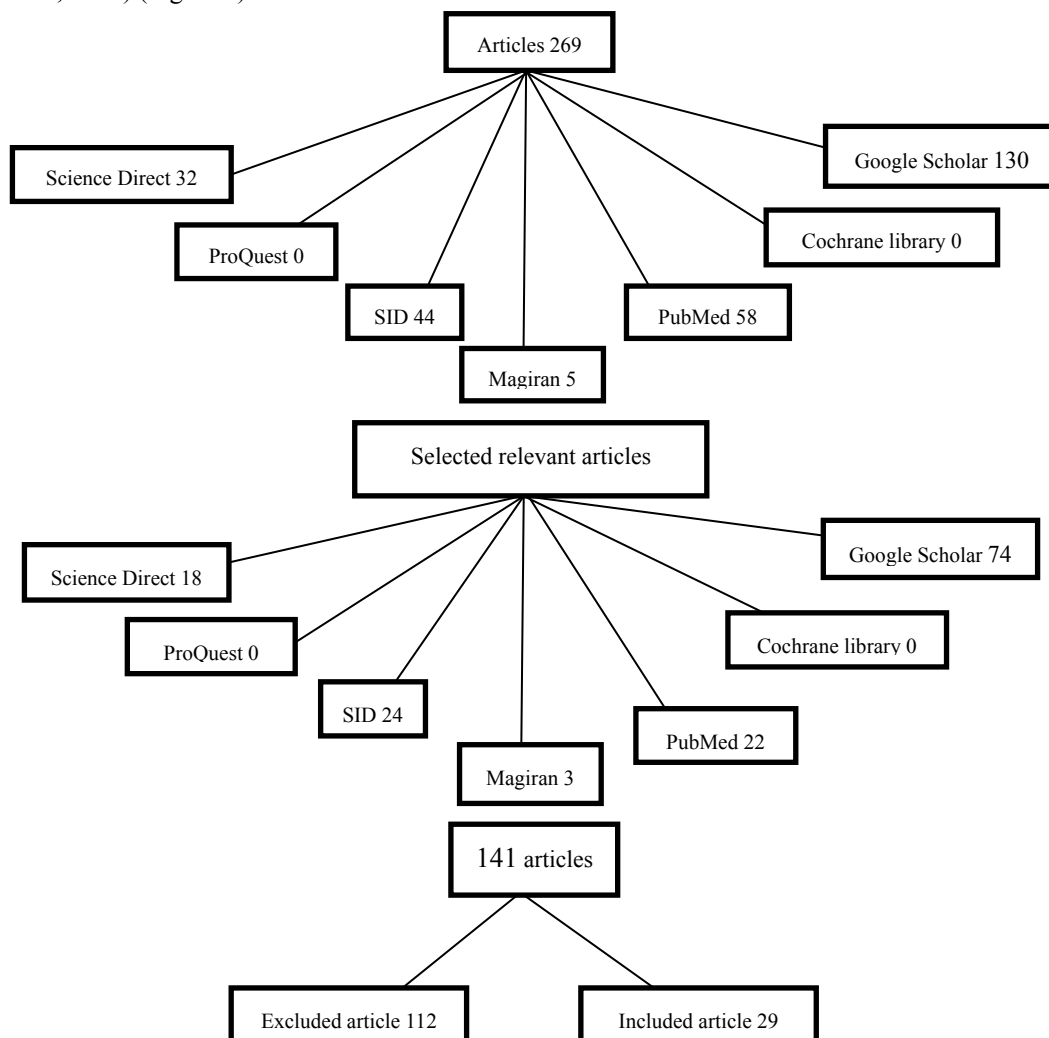 Articles 269
Google Scholar 130
Science Direct 32
Cochrane library 0
ProQuest 0
SID 44
PubMed 58
Magiran 5
Selected relevant articles
Google Scholar 74
Science Direct 18
Cochrane library 0
ProQuest 0
SID 24
PubMed 22
Magiran 3
141 articles
Excluded article 112
Included article 29